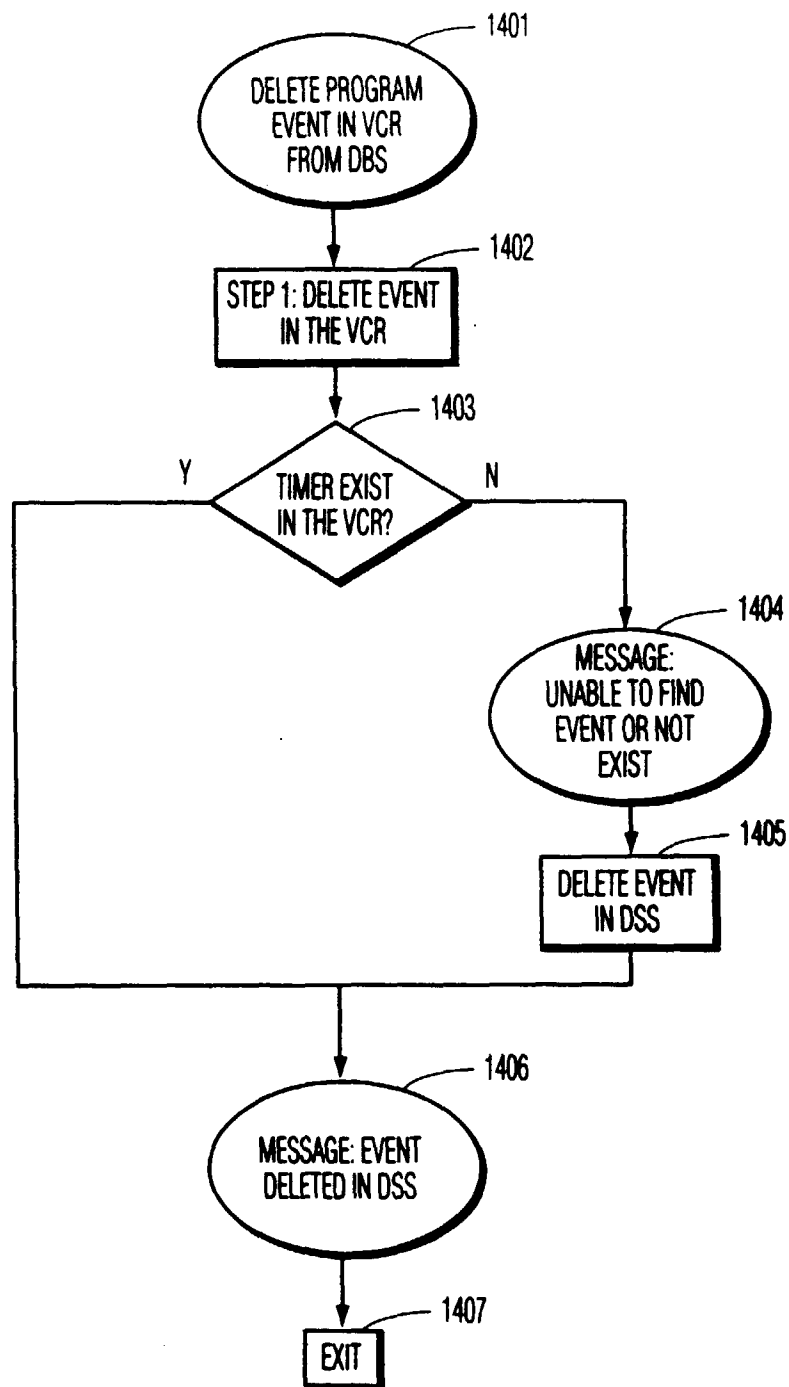 1401
DELETE PROGRAM
EVENT IN VCR
FROM DBS
1402
STEP 1: DELETE EVENT
IN THE VCR
1403
Y
TIMER EXIST
IN THE VCR?
N
1404
MESSAGE:
UNABLE TO FIND
EVENT OR NOT
EXIST
1405
DELETE EVENT
IN DSS
1406
MESSAGE: EVENT
DELETED IN DSS
1407
EXIT